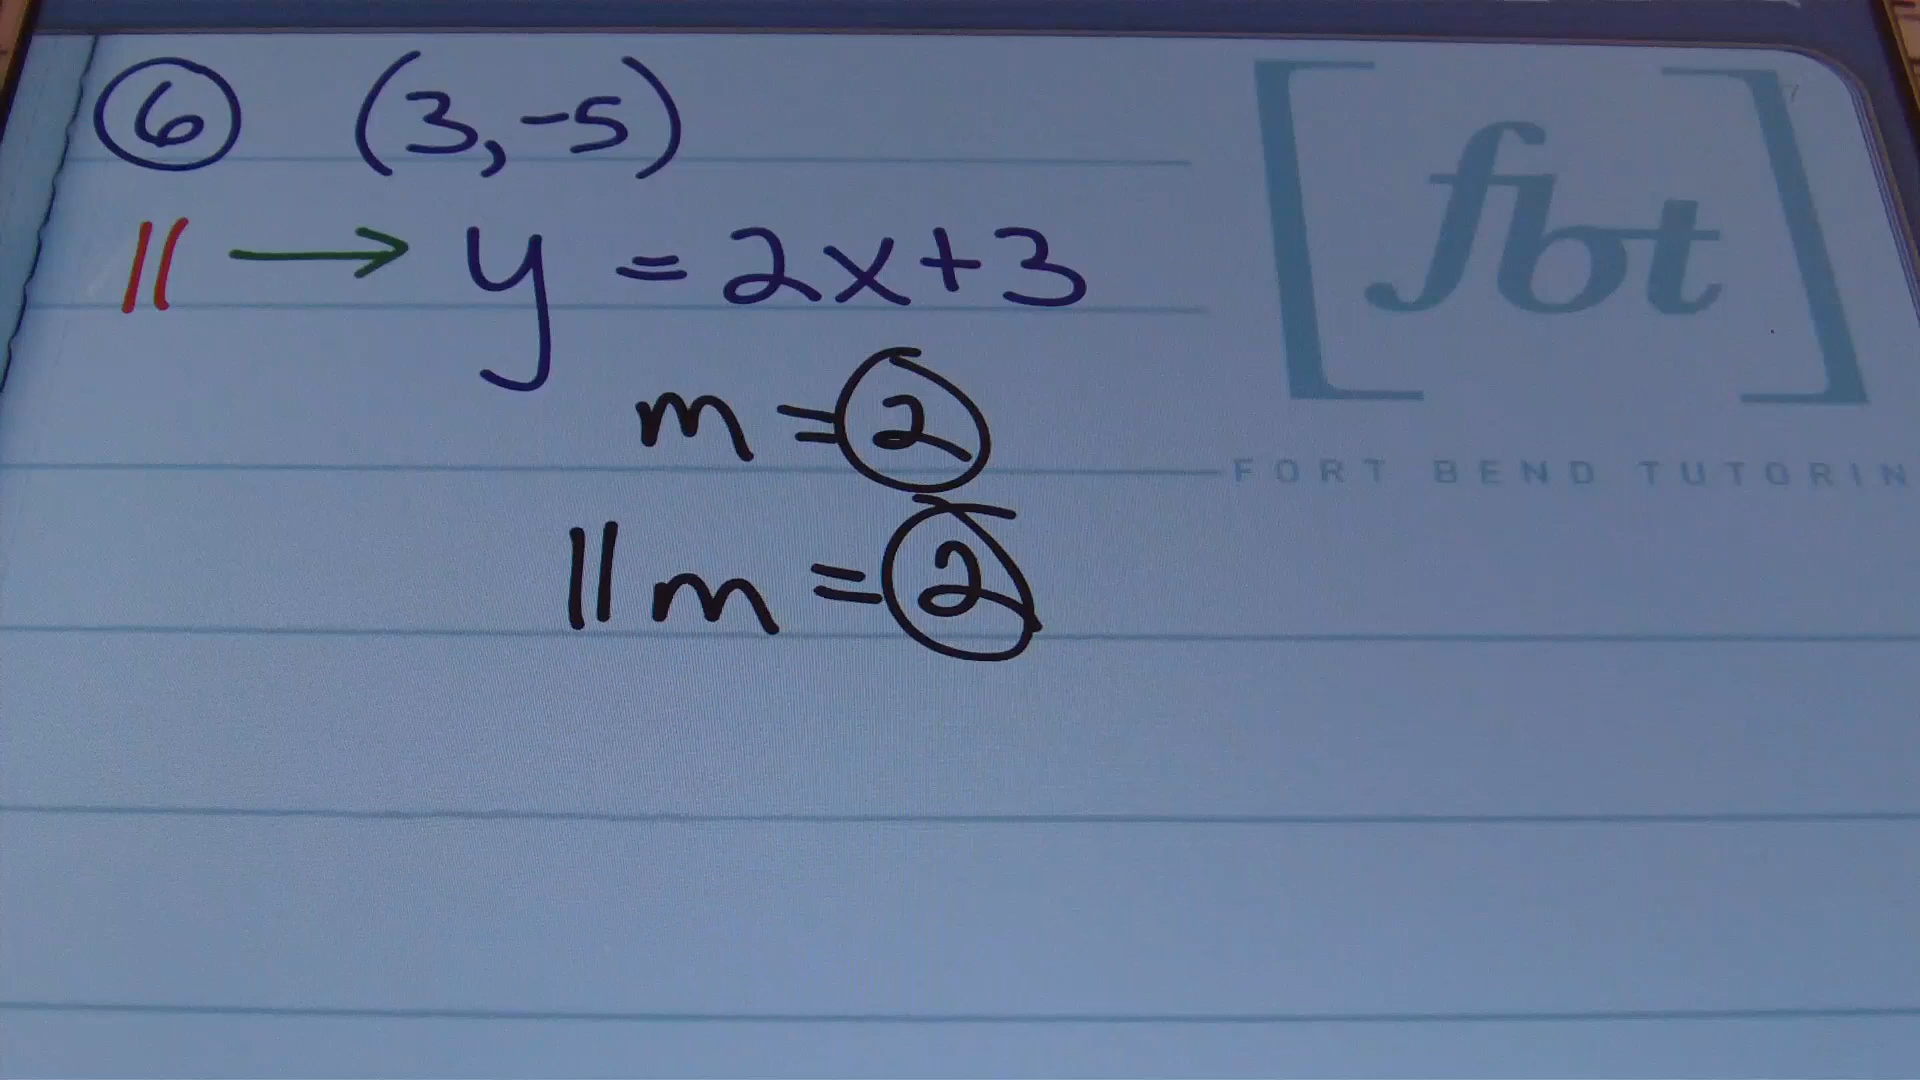 6 (3,-5)
|| → y = 2x+3
m = 2
|| m = 2
[fbt]
FORT BEND TUTORIN